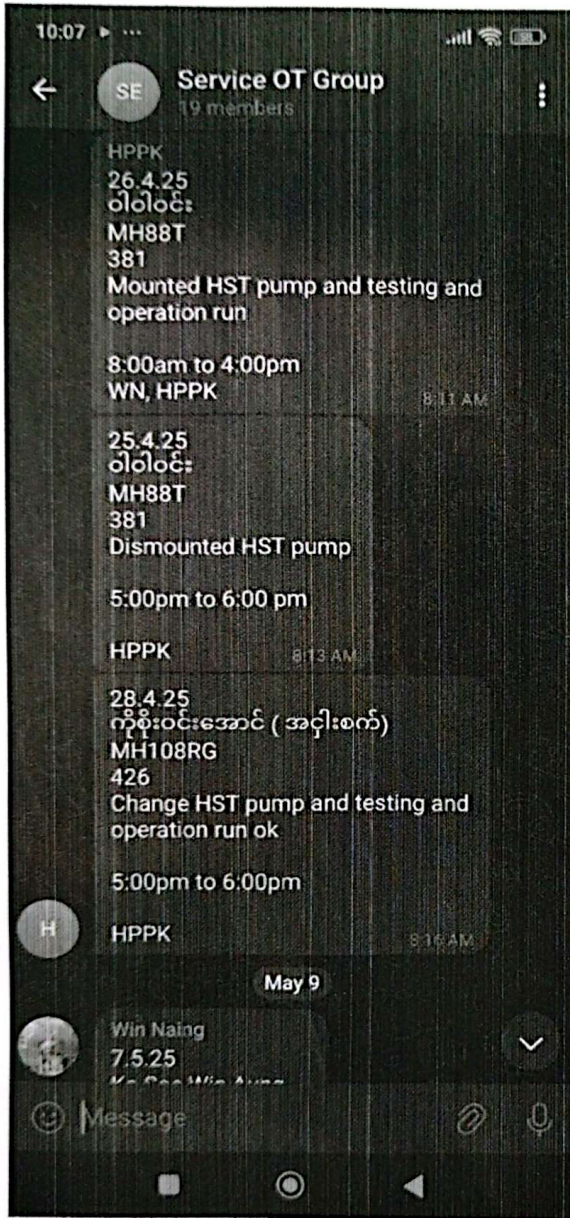 10:07
58
SE
Service OT Group
19 members
HPPK
26.4.25
ဝါဝါဝင်း
MH88T
381
Mounted HST pump and testing and
operation run
8:00am to 4:00pm
WN, HPPK
8:11 AM
25.4.25
ဝါဝါဝင်း
MH88T
381
Dismounted HST pump
5:00pm to 6:00 pm
HPPK
8:13 AM
28.4.25
ကိုစိုးဝင်းအောင် ( အငှါးစက်)
MH108RG
426
Change HST pump and testing and
operation run ok
5:00pm to 6:00pm
H
HPPK
8:16 AM
May 9
Win Naing
7.5.25
Ko Soe Win Aung
Message